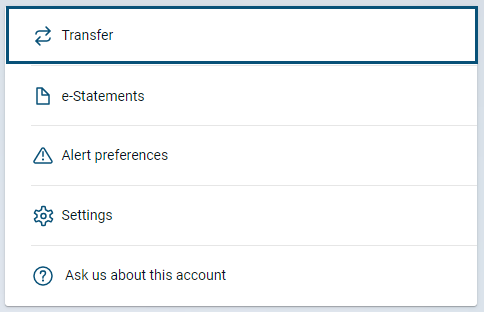 Transfer
e-Statements
Alert preferences
Settings
Ask us about this account